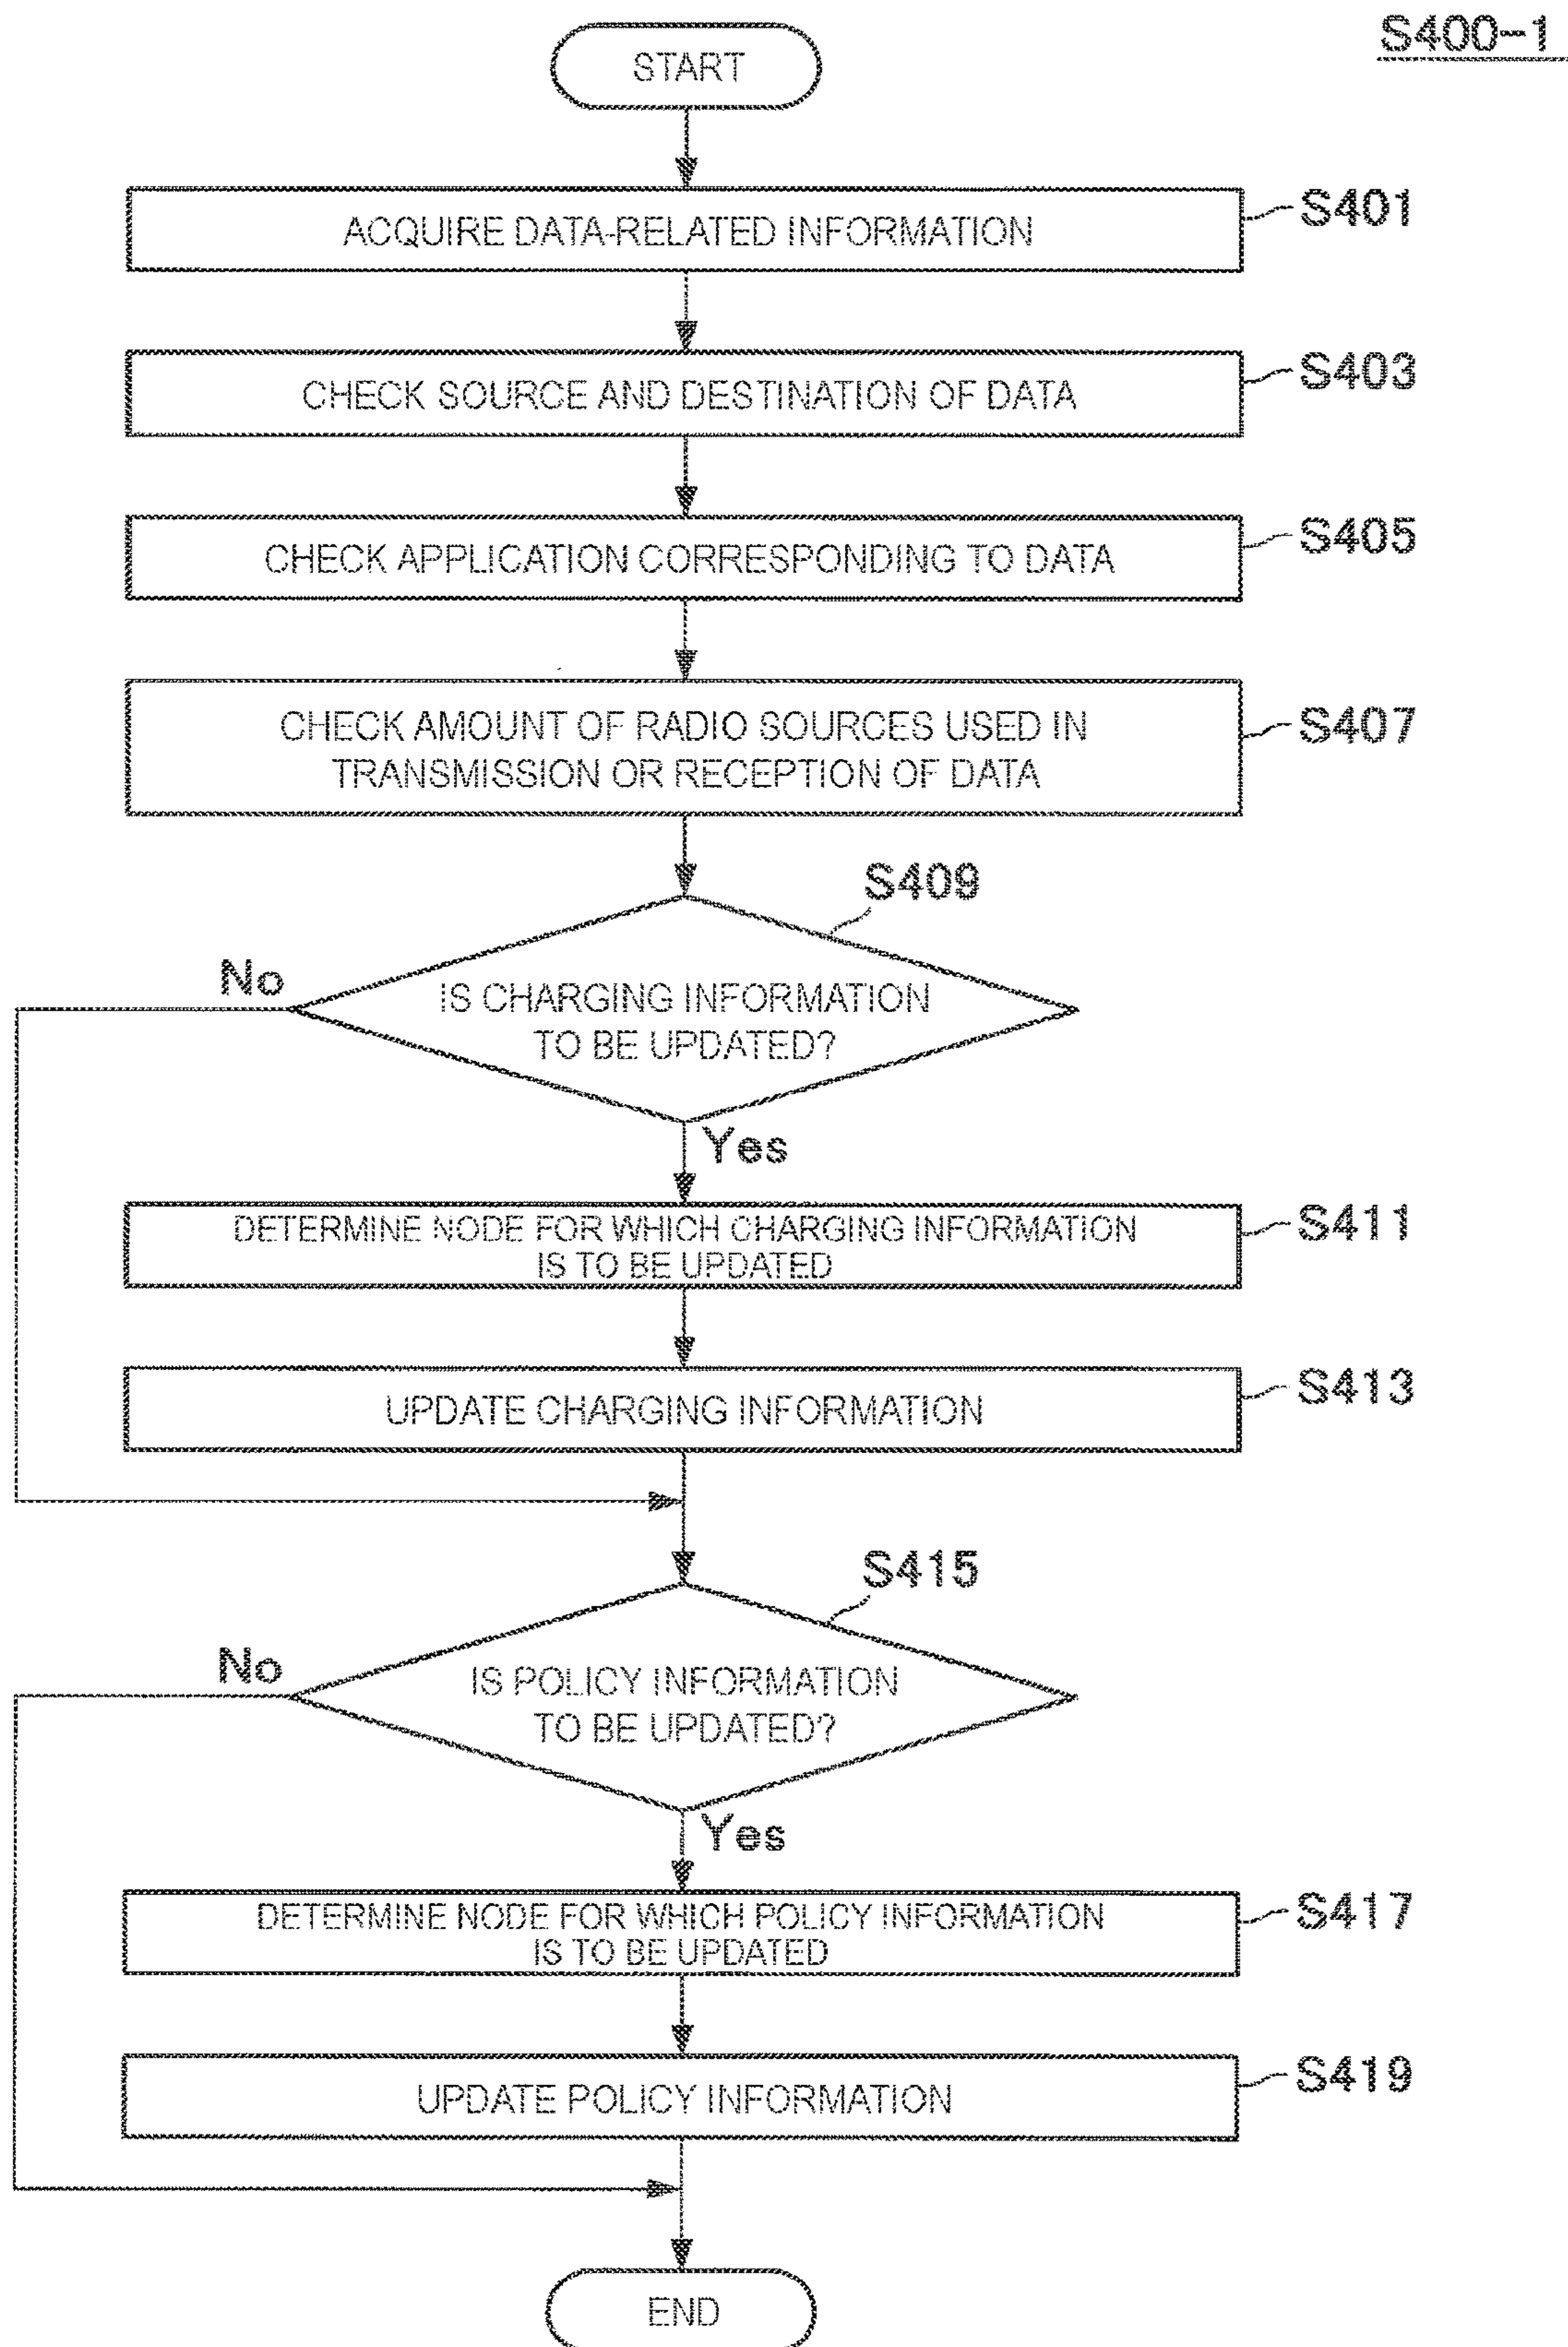 S400-1
START
ACQUIRE DATA-RELATED INFORMATION
S401
CHECK SOURCE AND DESTINATION OF DATA
S403
CHECK APPLICATION CORRESPONDING TO DATA
S405
CHECK AMOUNT OF RADIO SOURCES USED IN
TRANSMISSION OR RECEPTION OF DATA
S407
S409
No
IS CHARGING INFORMATION
TO BE UPDATED?
Yes
DETERMINE NODE FOR WHICH CHARGING INFORMATION
IS TO BE UPDATED
S411
UPDATE CHARGING INFORMATION
S413
S415
No
IS POLICY INFORMATION
TO BE UPDATED?
Yes
DETERMINE NODE FOR WHICH POLICY INFORMATION
IS TO BE UPDATED
S417
UPDATE POLICY INFORMATION
S419
END